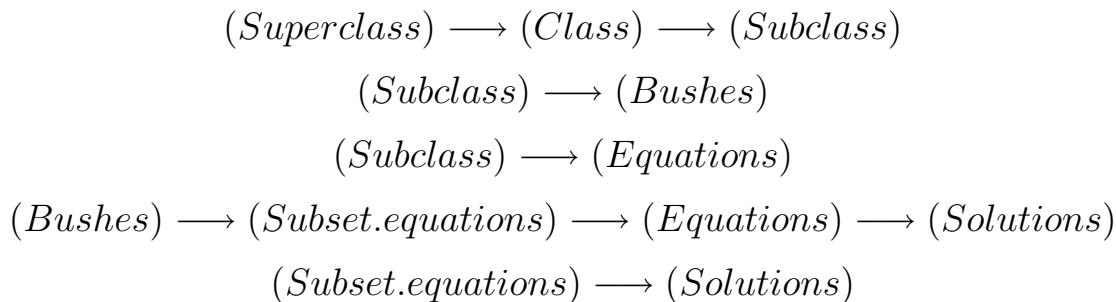 (Superclass) ⟶ (Class) ⟶ (Subclass)
(Subclass) ⟶ (Bushes)
(Subclass) ⟶ (Equations)
(Bushes) ⟶ (Subset.equations) ⟶ (Equations) ⟶ (Solutions)
(Subset.equations) ⟶ (Solutions)